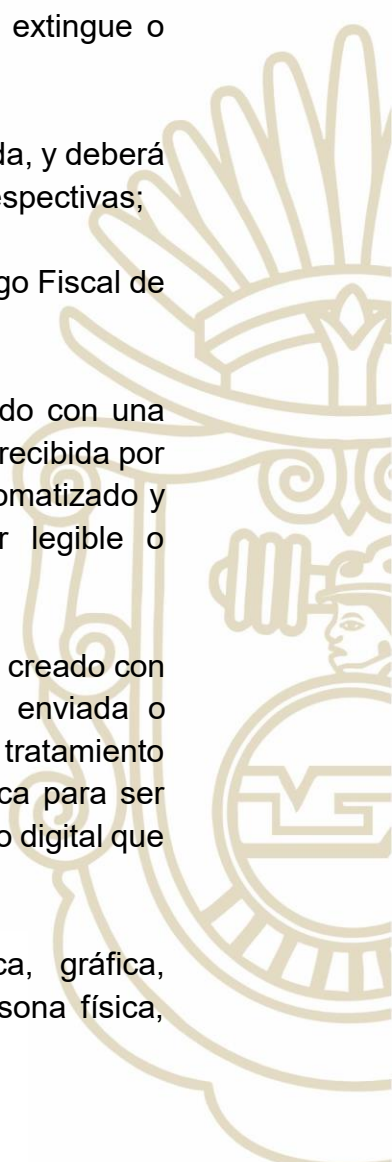 extingue o
da, y deberá
espectivas;
go Fiscal de
do con una
recibida por
omatizado y
r legible o
creado con
enviada o
tratamiento
ca para ser
o digital que
ca, gráfica,
sona física,